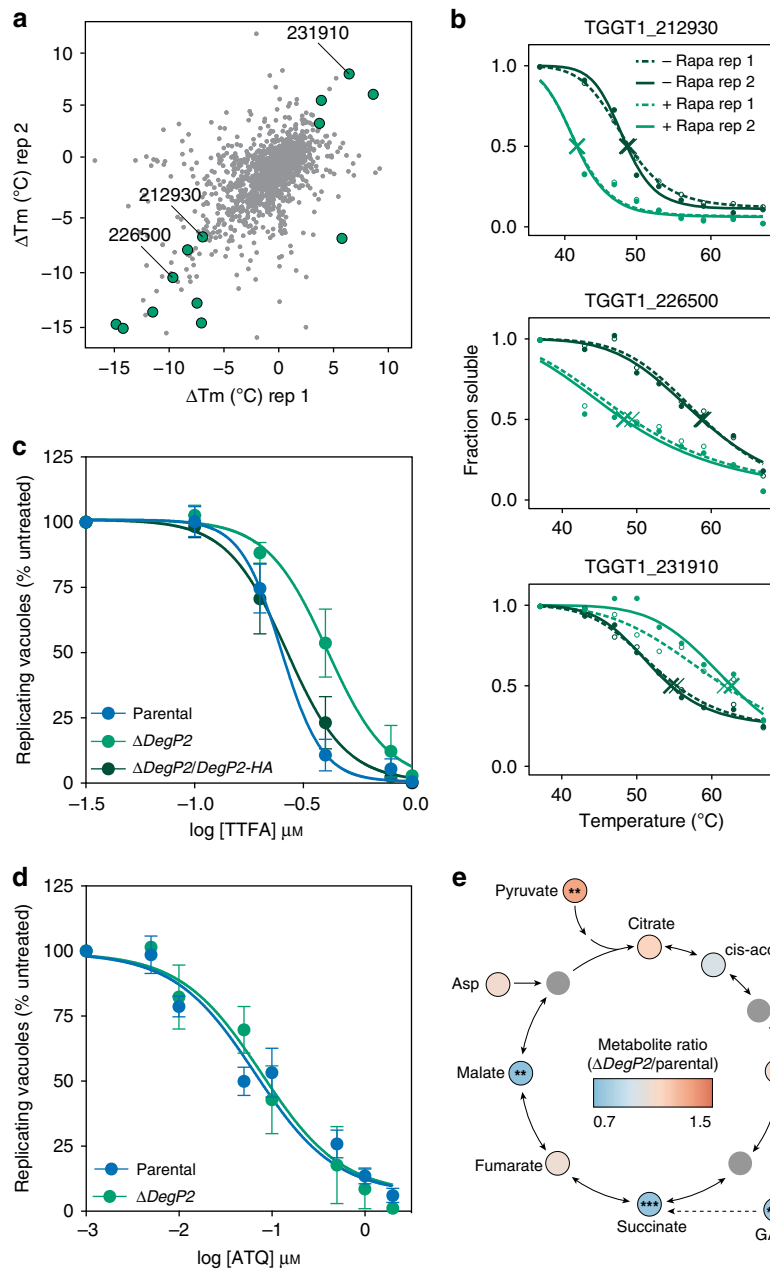 a
231910
212930
226500
10
5
0
−5
−10
−15
ΔTm (°C) rep 2
−15
−10
−5
0
5
10
ΔTm (°C) rep 1
b
TGGT1_212930
– Rapa rep 1
– Rapa rep 2
+ Rapa rep 1
+ Rapa rep 2
1.0
0.5
0.0
40
50
60
TGGT1_226500
1.0
0.5
0.0
40
50
60
Fraction soluble
TGGT1_231910
1.0
0.5
0.0
40
50
60
Temperature (°C)
c
125
100
75
50
25
0
Replicating vacuoles (% untreated)
Parental
ΔDegP2
ΔDegP2/DegP2-HA
−1.5
−1.0
−0.5
0.0
log [TTFA] μM
d
125
100
75
50
25
0
Replicating vacuoles (% untreated)
Parental
ΔDegP2
−3
−2
−1
0
log [ATQ] μM
e
Pyruvate
**
Citrate
cis-acc
Asp
Metabolite ratio
(ΔDegP2/parental)
0.7
1.5
Malate
**
Fumarate
***
Succinate
GA